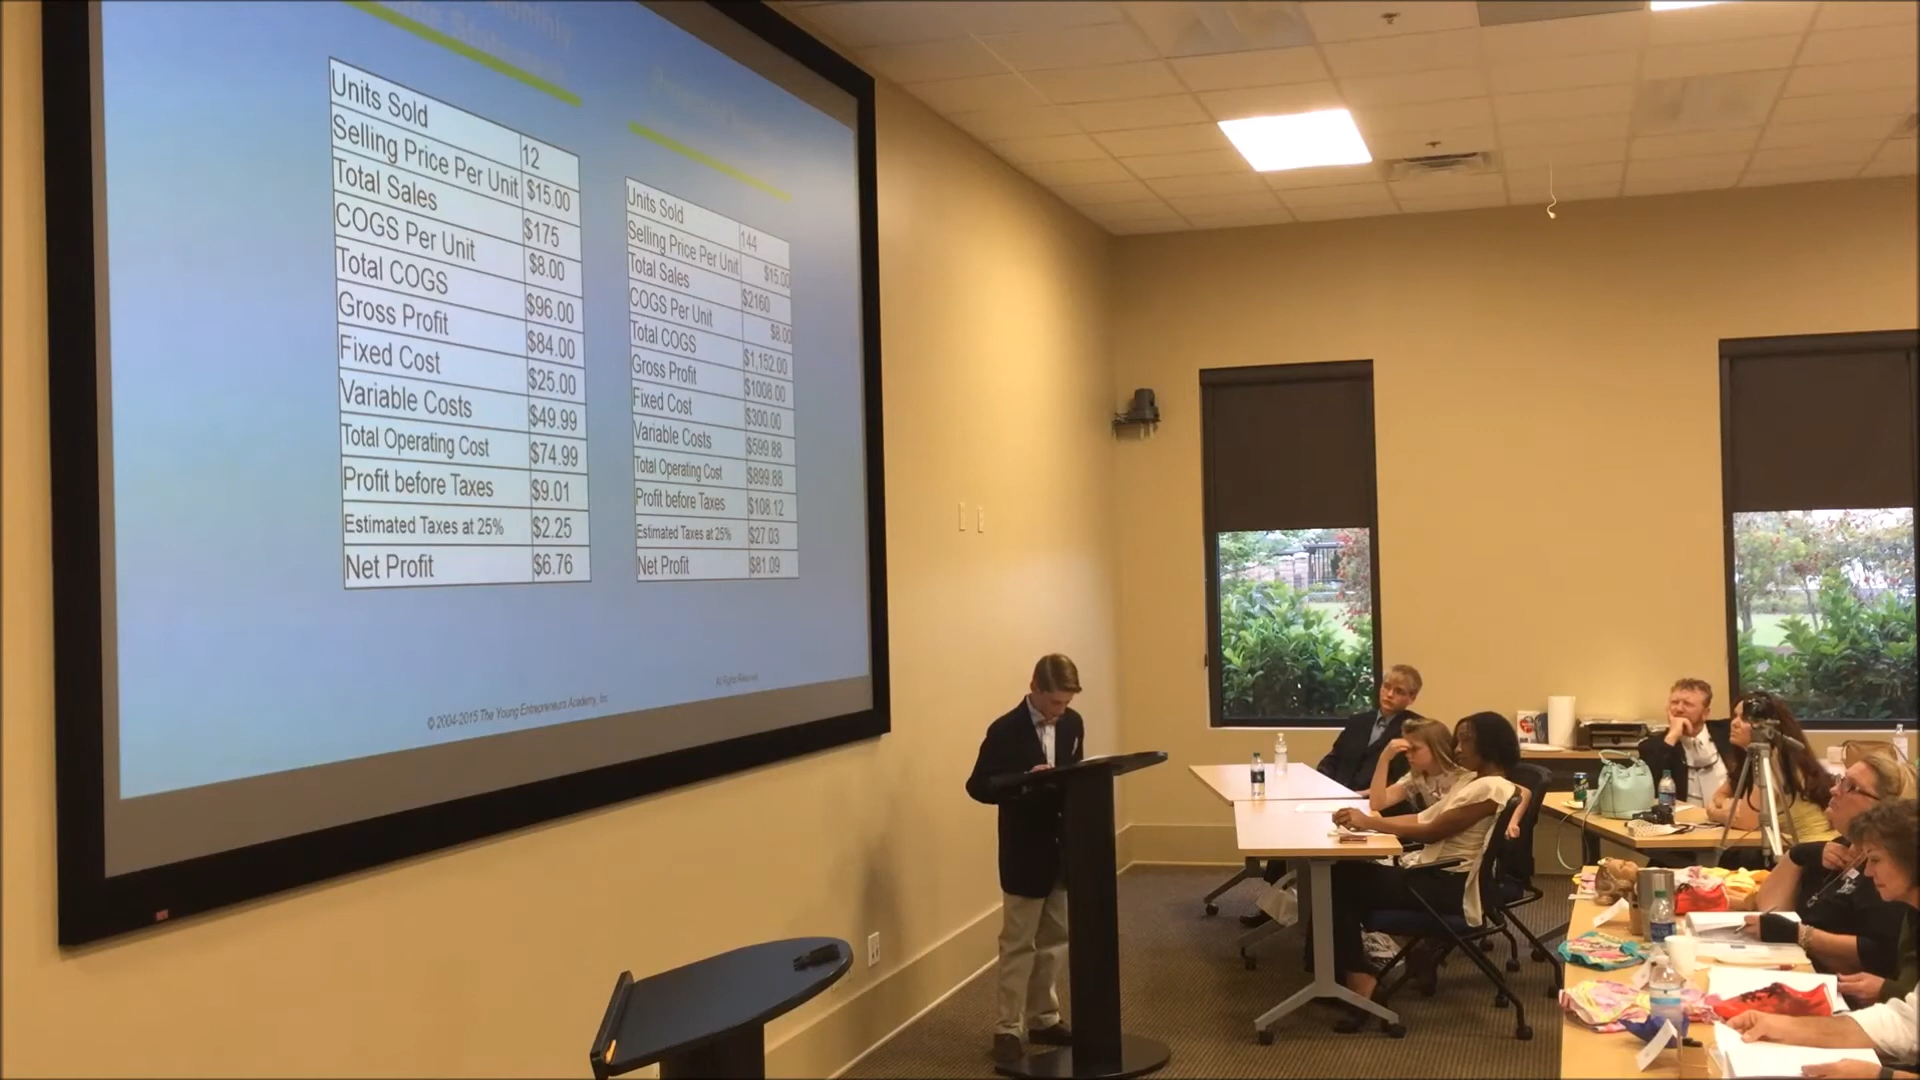 Units Sold 12
Selling Price Per Unit $15.00
Total Sales $175
COGS Per Unit $8.00
Total COGS $96.00
Gross Profit $84.00
Fixed Cost $25.00
Variable Costs $49.99
Total Operating Cost $74.99
Profit before Taxes $9.01
Estimated Taxes at 25% $2.25
Net Profit $6.76
Units Sold 144
Selling Price Per Unit $15.00
Total Sales $2160
COGS Per Unit $8.00
Total COGS $1,152.00
Gross Profit $1008.00
Fixed Cost $300.00
Variable Costs $599.88
Total Operating Cost $899.88
Profit before Taxes $108.12
Estimated Taxes at 25% $27.03
Net Profit $81.09
© 2004-2015 The Young Entrepreneurs Academy, Inc
All Rights Reserved